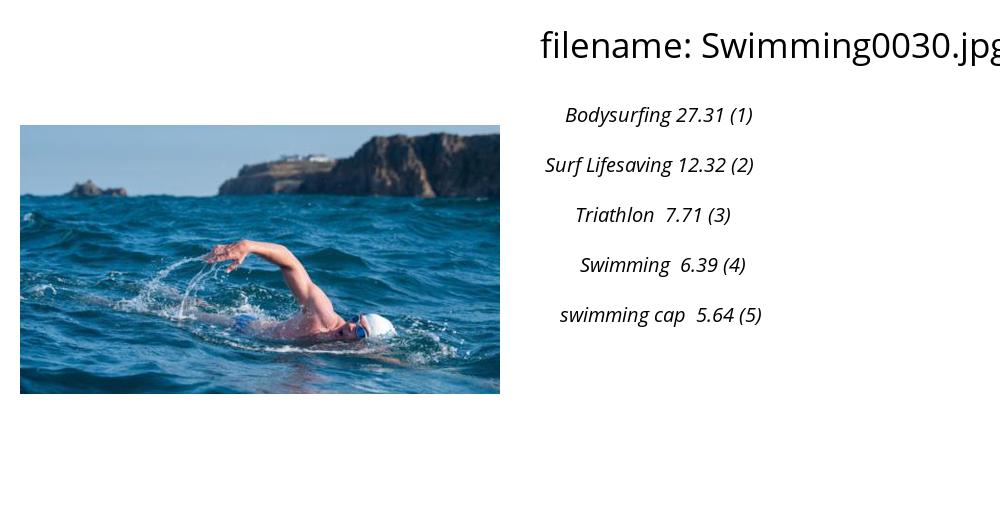 filename: Swimming0030.jpg
Bodysurfing 27.31 (1)
Surf Lifesaving 12.32 (2)
Triathlon 7.71 (3)
Swimming 6.39 (4)
swimming cap 5.64 (5)